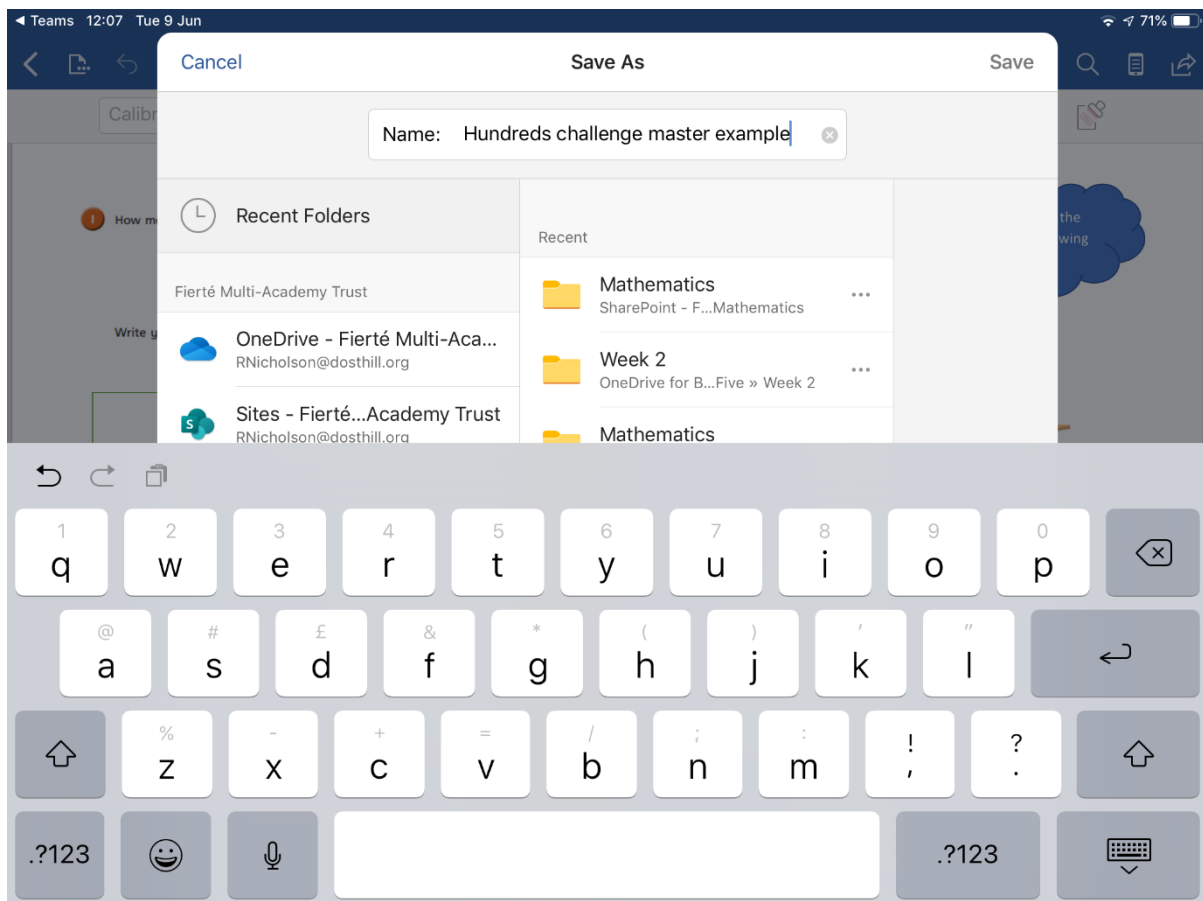 Teams 12:07 Tue 9 Jun 71%
Cancel Save As Save
Calibr
Name: Hundreds challenge master example
1 How m
the
wing
Recent Folders
Recent
Fierté Multi-Academy Trust
Mathematics
SharePoint - F...Mathematics
Write y
OneDrive - Fierté Multi-Aca...
RNicholson@dosthill.org
Week 2
OneDrive for B...Five » Week 2
Sites - Fierté...Academy Trust
RNicholson@dosthill.org
Mathematics
1 2 3 4 5 6 7 8 9 0
q w e r t y u i o p
@ # £ & * ( ) ' "
a s d f g h j k l
% - + = / ; : ! ?
z x c v b n m , .
.?123 .?123